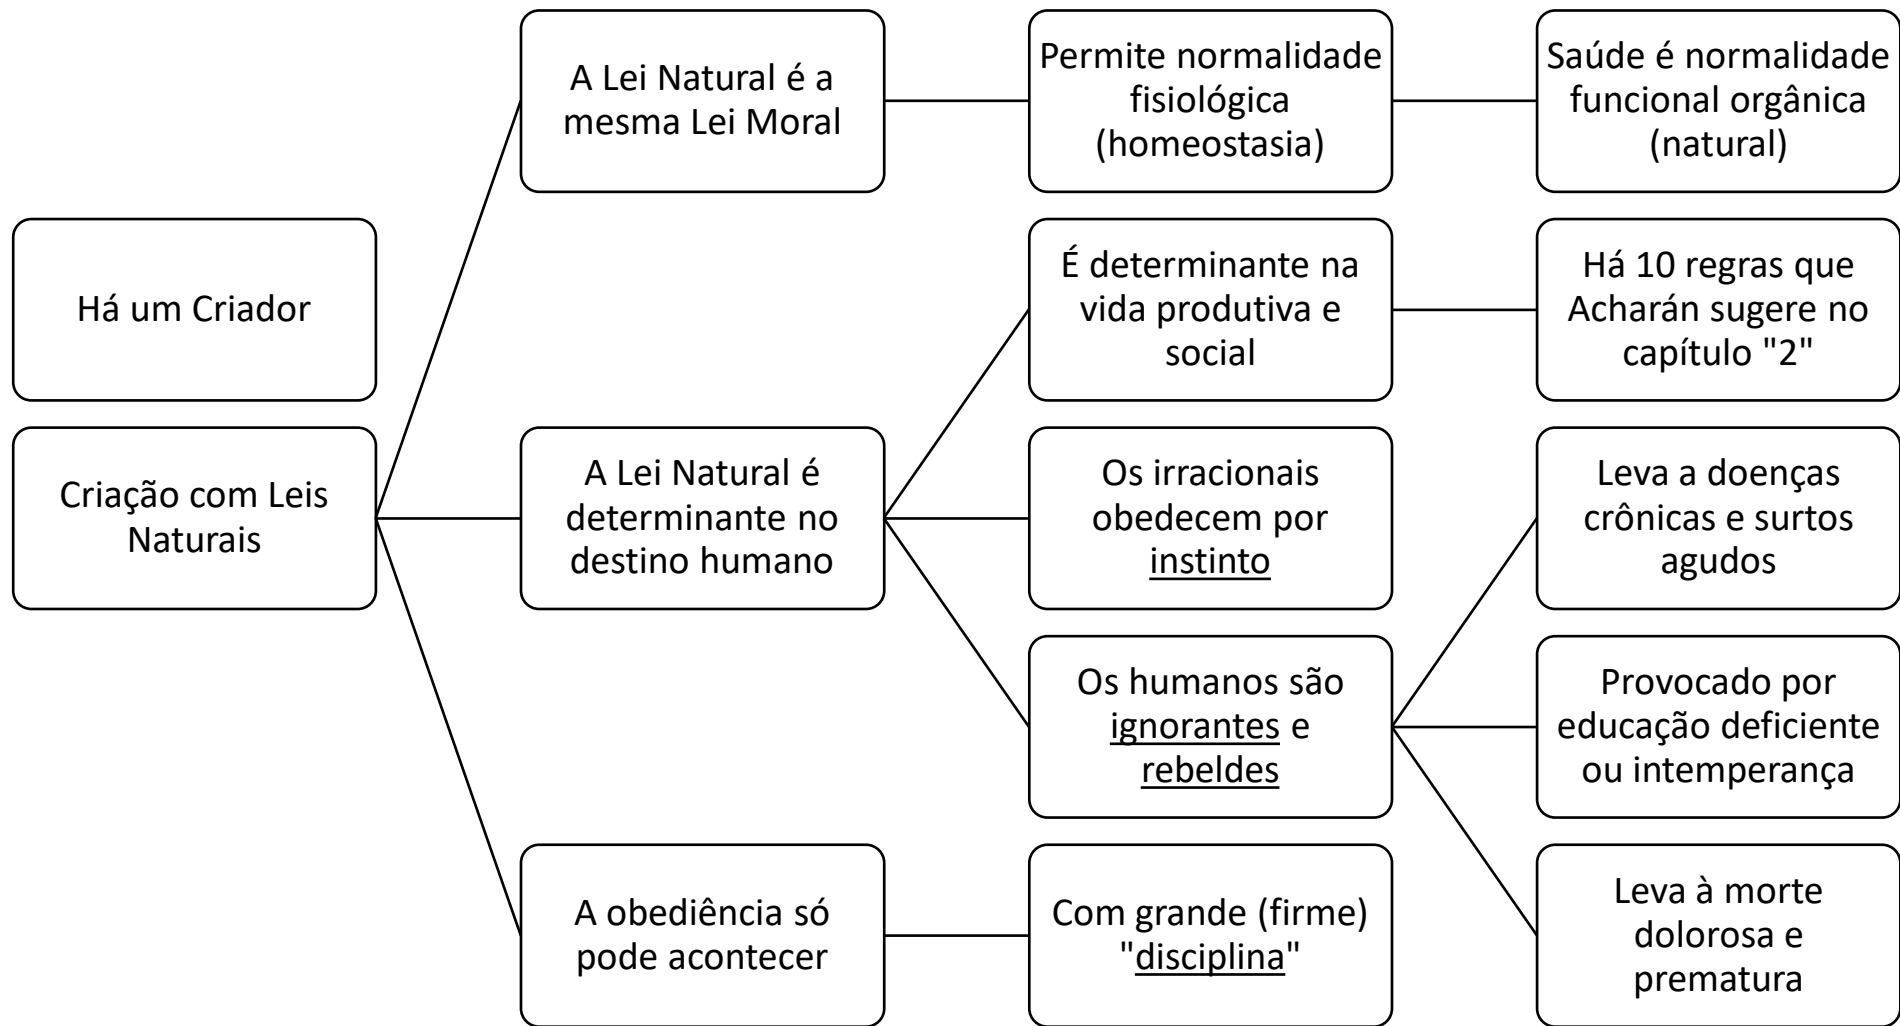 Há um Criador
Criação com Leis
Naturais
A Lei Natural é a
mesma Lei Moral
Permite normalidade
fisiológica
(homeostasia)
Saúde é normalidade
funcional orgânica
(natural)
A Lei Natural é
determinante no
destino humano
É determinante na
vida produtiva e
social
Há 10 regras que
Acharán sugere no
capítulo "2"
Os irracionais
obedecem por
instinto
Os humanos são
ignorantes e
rebeldes
Leva a doenças
crônicas e surtos
agudos
Provocado por
educação deficiente
ou intemperança
Leva à morte
dolorosa e
prematura
A obediência só
pode acontecer
Com grande (firme)
"disciplina"